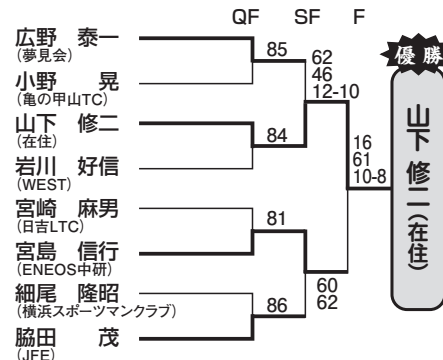 QF SF F
広野 泰一
(夢見会)
小野 晃
(亀の甲山TC)
山下 修二
(在住)
岩川 好信
(WEST)
宮崎 麻男
(日吉LTC)
宮島 信行
(ENEOS中研)
細尾 隆昭
(横浜スポーツマンクラブ)
脇田 茂
(JFE)
85
84
81
86
62
46
12-10
60
62
16
61
10-8
優勝
山下 修二(在住)